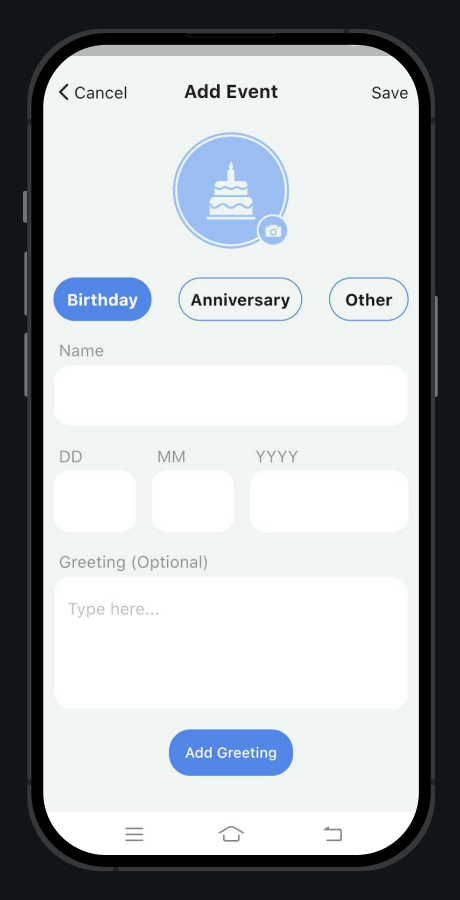 Cancel
Add Event
Save
Birthday
Anniversary
Other
Name
DD
MM
YYYY
Greeting (Optional)
Type here...
Add Greeting